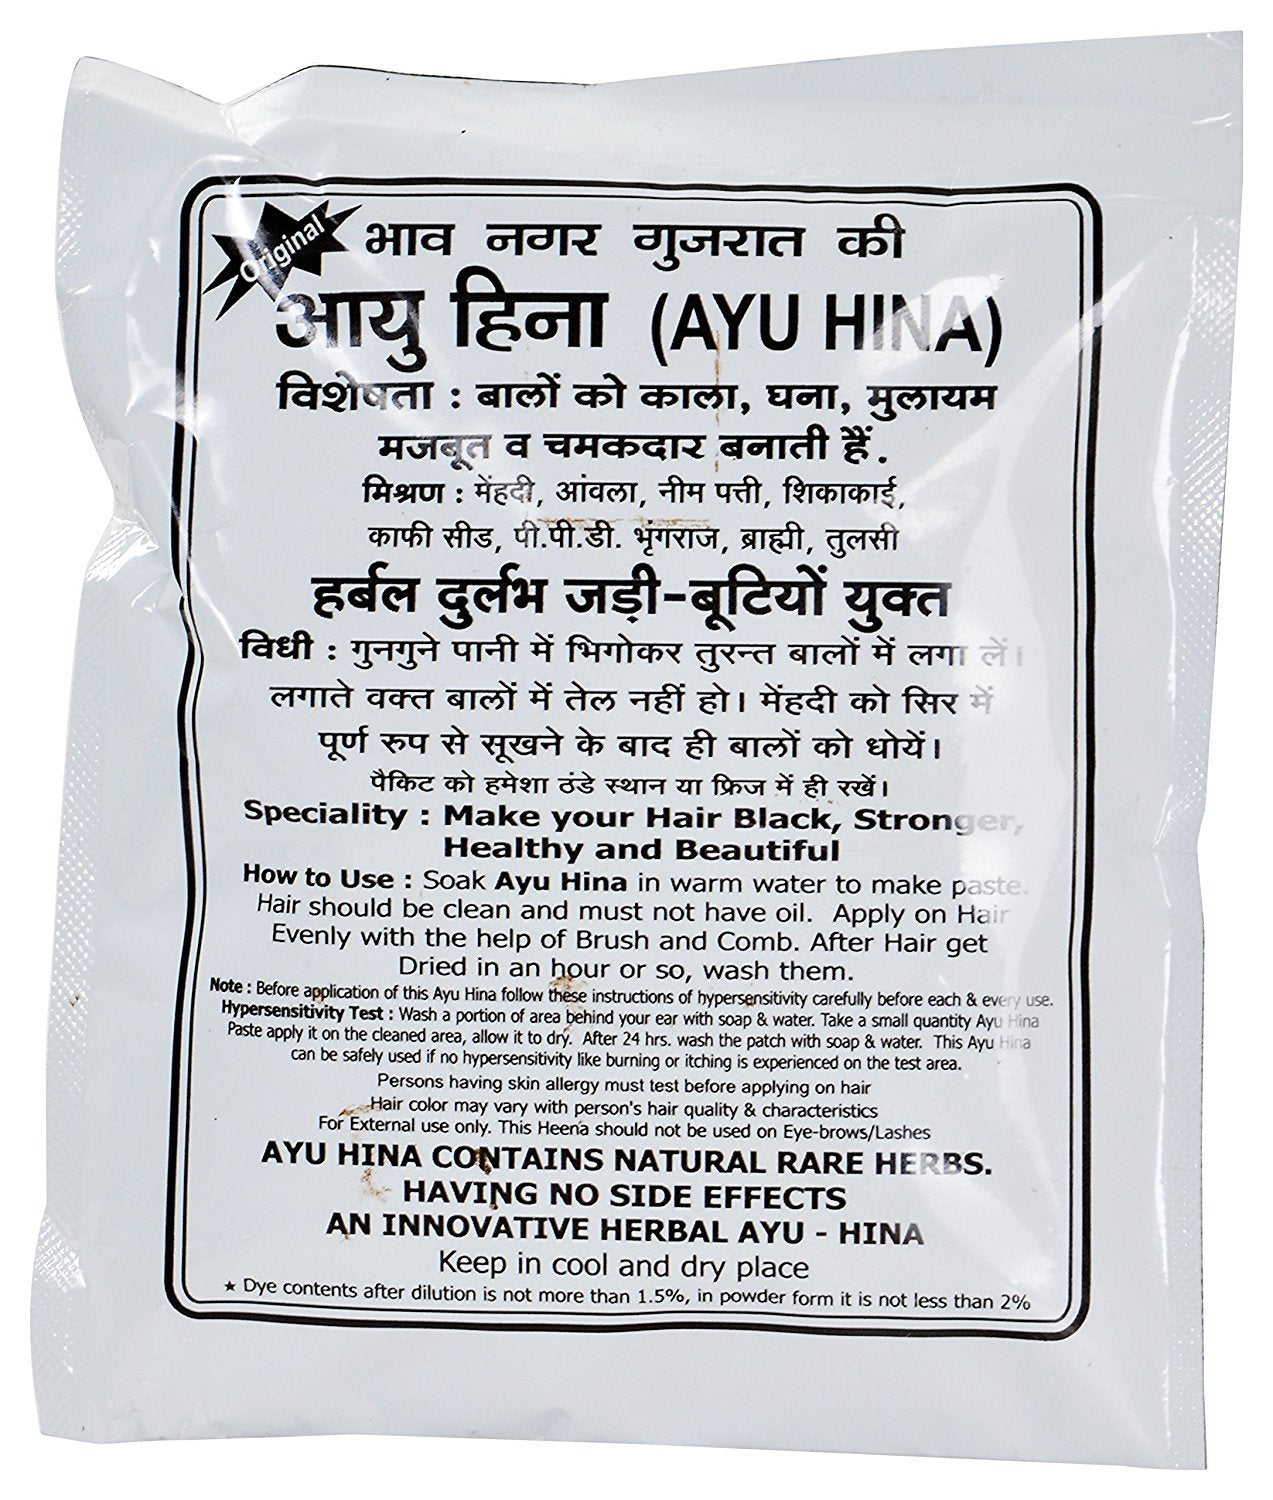 Original
भाव नगर गुजरात की
आयु हिना (AYU HINA)
विशेषता : बालों को काला, घना, मुलायम
मजबूत व चमकदार बनाती हैं.
मिश्रण : मेंहदी, आंवला, नीम पत्ती, शिकाकाई,
काफी सीड, पी.पी.डी. भृंगराज, ब्राह्मी, तुलसी
हर्बल दुर्लभ जड़ी-बूटियों युक्त
विधी : गुनगुने पानी में भिगोकर तुरन्त बालों में लगा लें।
लगाते वक्त बालों में तेल नहीं हो। मेंहदी को सिर में
पूर्ण रुप से सूखने के बाद ही बालों को धोयें।
पैकिट को हमेशा ठंडे स्थान या फ्रिज में ही रखें।
Speciality : Make your Hair Black, Stronger,
Healthy and Beautiful
How to Use : Soak Ayu Hina in warm water to make paste.
Hair should be clean and must not have oil. Apply on Hair
Evenly with the help of Brush and Comb. After Hair get
Dried in an hour or so, wash them.
Note : Before application of this Ayu Hina follow these instructions of hypersensitivity carefully before each & every use.
Hypersensitivity Test : Wash a portion of area behind your ear with soap & water. Take a small quantity Ayu Hina
Paste apply it on the cleaned area, allow it to dry. After 24 hrs. wash the patch with soap & water. This Ayu Hina
can be safely used if no hypersensitivity like burning or itching is experienced on the test area.
Persons having skin allergy must test before applying on hair
Hair color may vary with person's hair quality & characteristics
For External use only. This Heena should not be used on Eye-brows/Lashes
AYU HINA CONTAINS NATURAL RARE HERBS.
HAVING NO SIDE EFFECTS
AN INNOVATIVE HERBAL AYU - HINA
Keep in cool and dry place
★ Dye contents after dilution is not more than 1.5%, in powder form it is not less than 2%